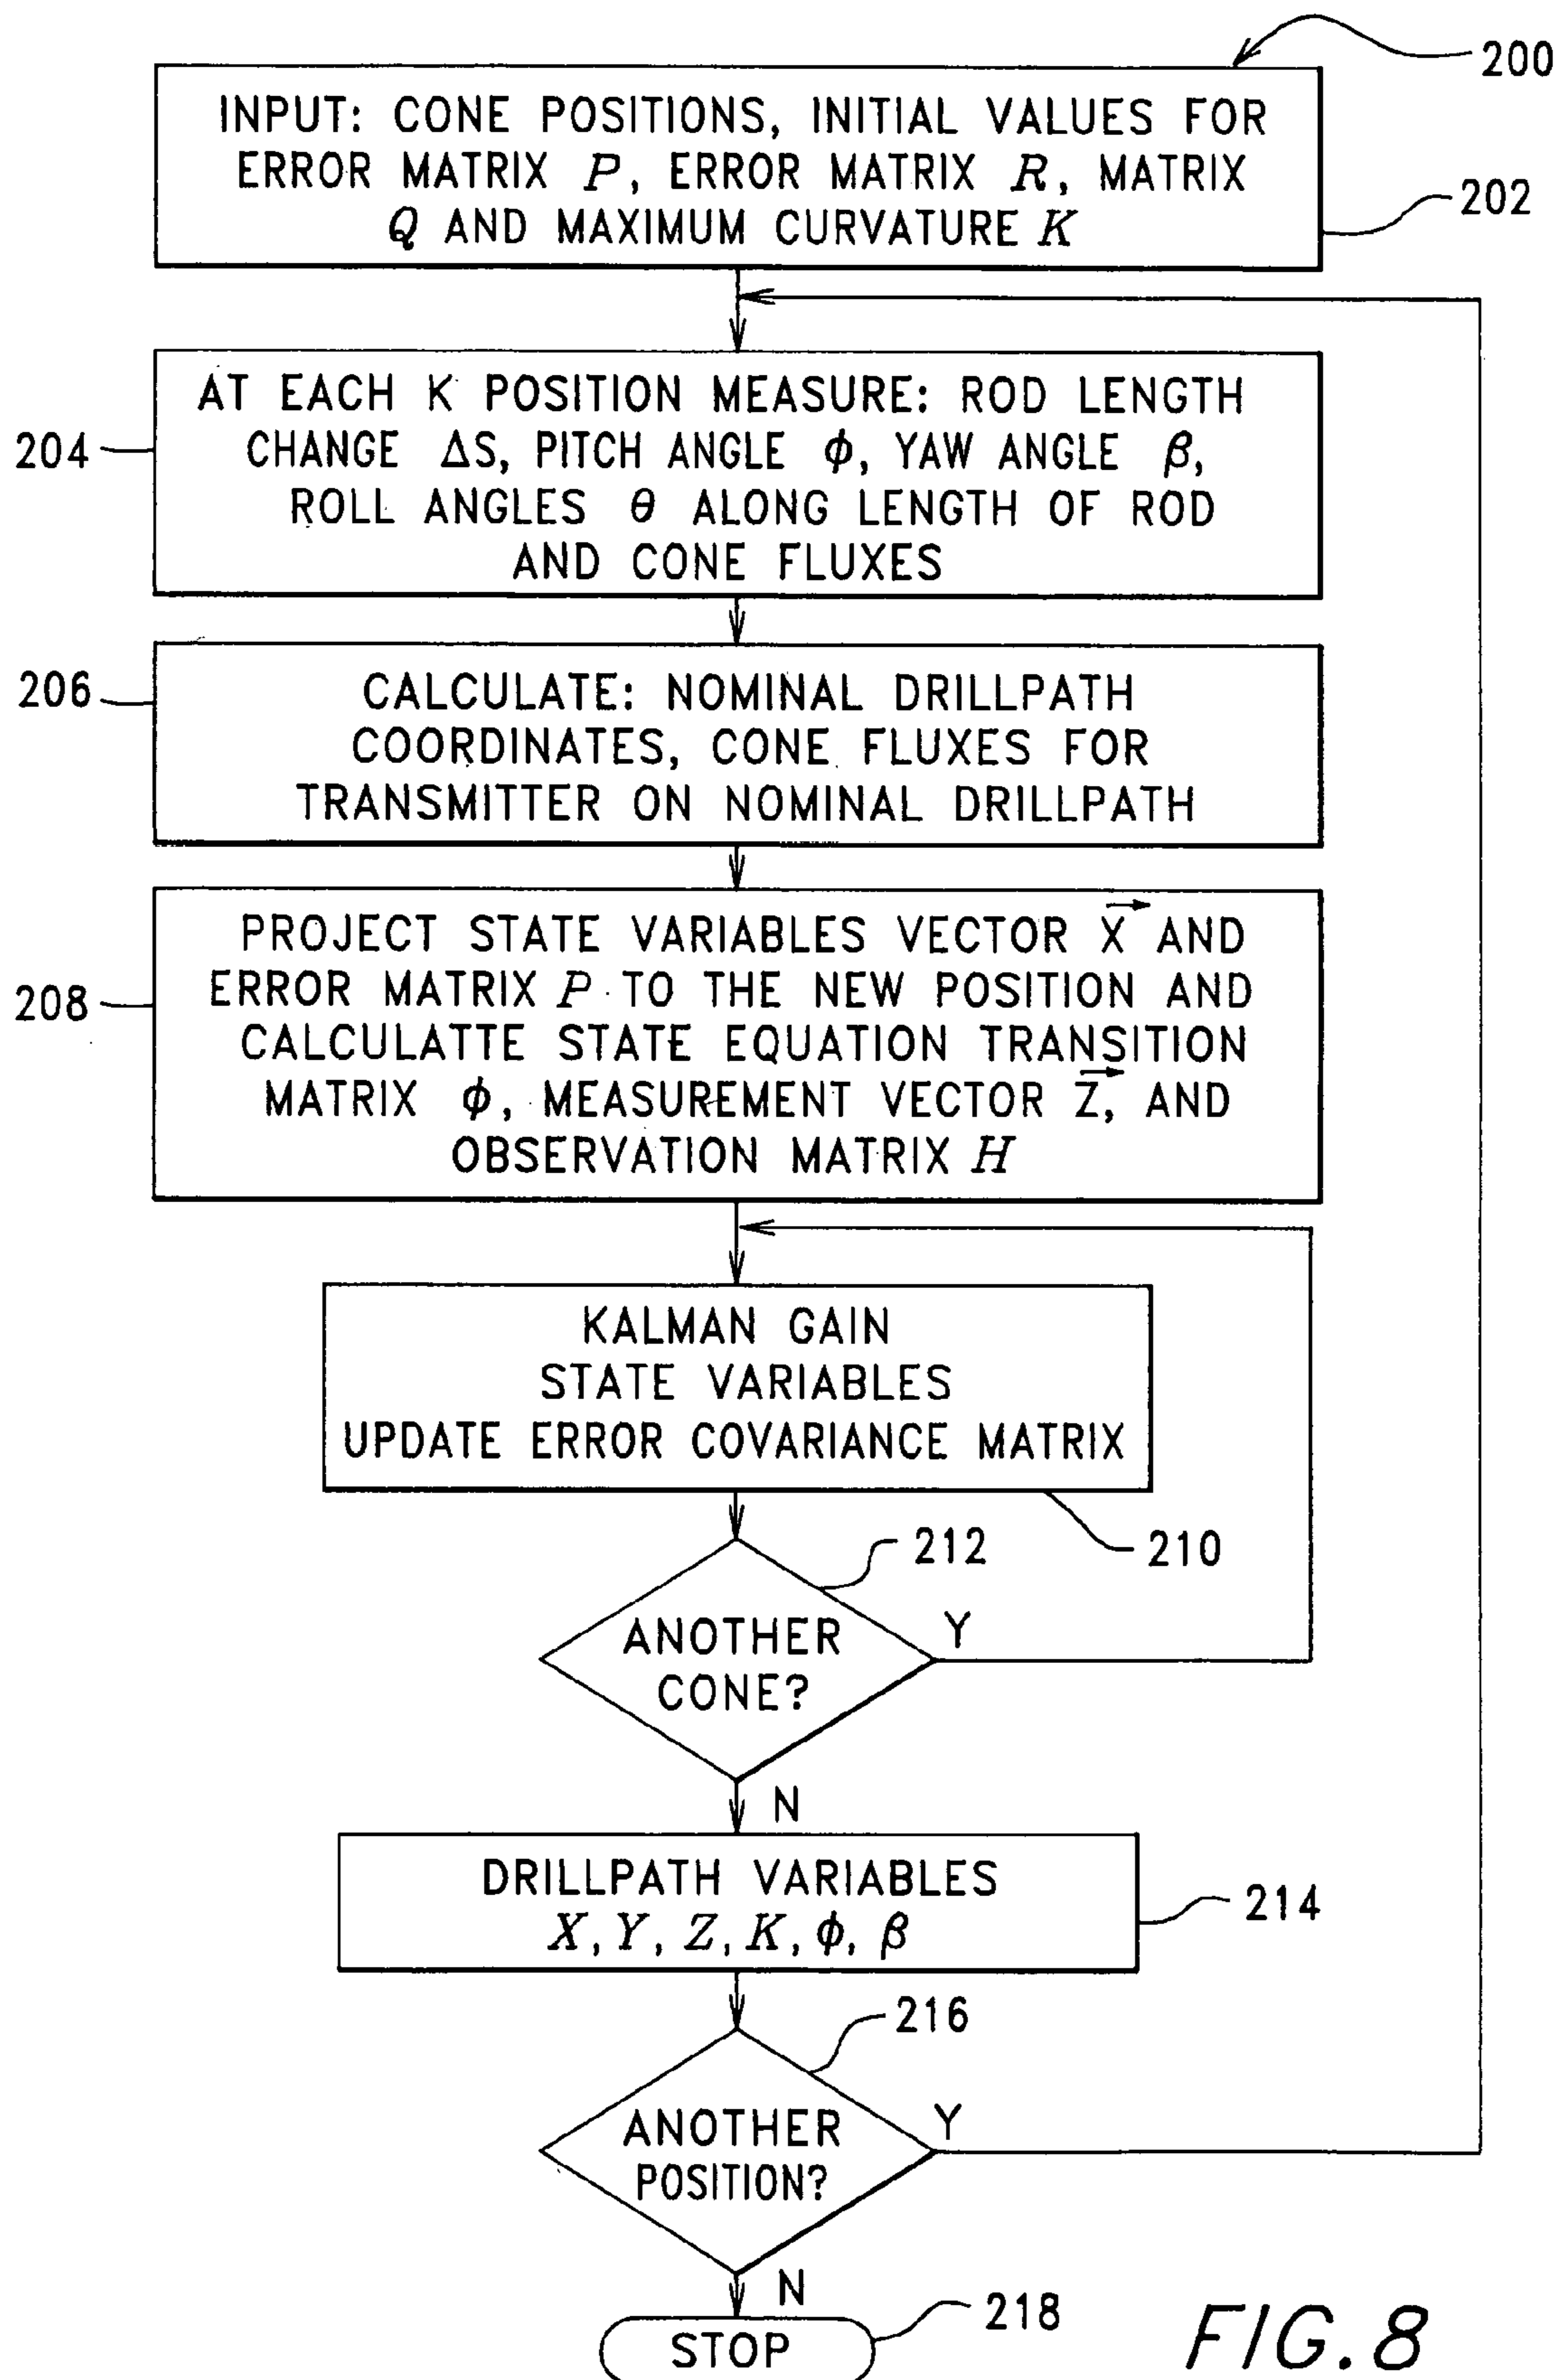 200
INPUT: CONE POSITIONS, INITIAL VALUES FOR
ERROR MATRIX P, ERROR MATRIX R, MATRIX
Q AND MAXIMUM CURVATURE K
202
AT EACH K POSITION MEASURE: ROD LENGTH
CHANGE ΔS, PITCH ANGLE ϕ, YAW ANGLE β,
ROLL ANGLES θ ALONG LENGTH OF ROD
AND CONE FLUXES
204
CALCULATE: NOMINAL DRILLPATH
COORDINATES, CONE FLUXES FOR
TRANSMITTER ON NOMINAL DRILLPATH
206
PROJECT STATE VARIABLES VECTOR X⃗ AND
ERROR MATRIX P TO THE NEW POSITION AND
CALCULATTE STATE EQUATION TRANSITION
MATRIX ϕ, MEASUREMENT VECTOR Z⃗, AND
OBSERVATION MATRIX H
208
KALMAN GAIN
STATE VARIABLES
UPDATE ERROR COVARIANCE MATRIX
210
212
ANOTHER
CONE?
Y
N
DRILLPATH VARIABLES
X, Y, Z, K, ϕ, β
214
216
ANOTHER
POSITION?
Y
N
STOP
218
FIG. 8